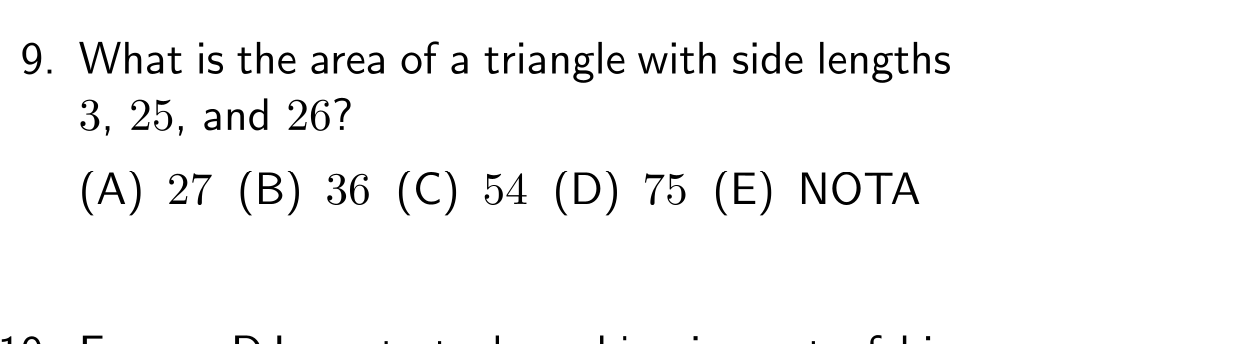 9. What is the area of a triangle with side lengths
3, 25, and 26?
(A) 27 (B) 36 (C) 54 (D) 75 (E) NOTA